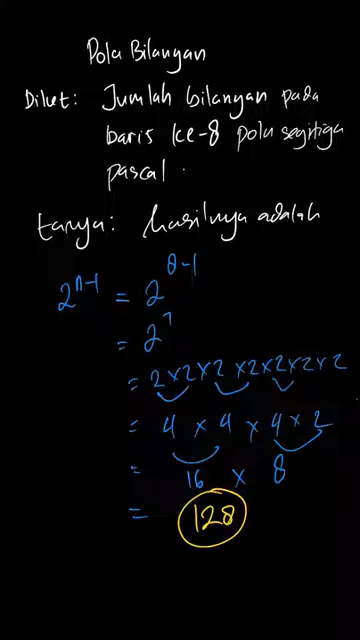 Pola Bilangan
Diket: Jumlah bilangan pada
baris ke-8 pola segitiga
pascal.
tanya: hasilnya adalah
2^(n-1) = 2^(8-1)
= 2^7
= 2 × 2 × 2 × 2 × 2 × 2 × 2
= 4 × 4 × 4 × 2
= 16 × 8
= 128